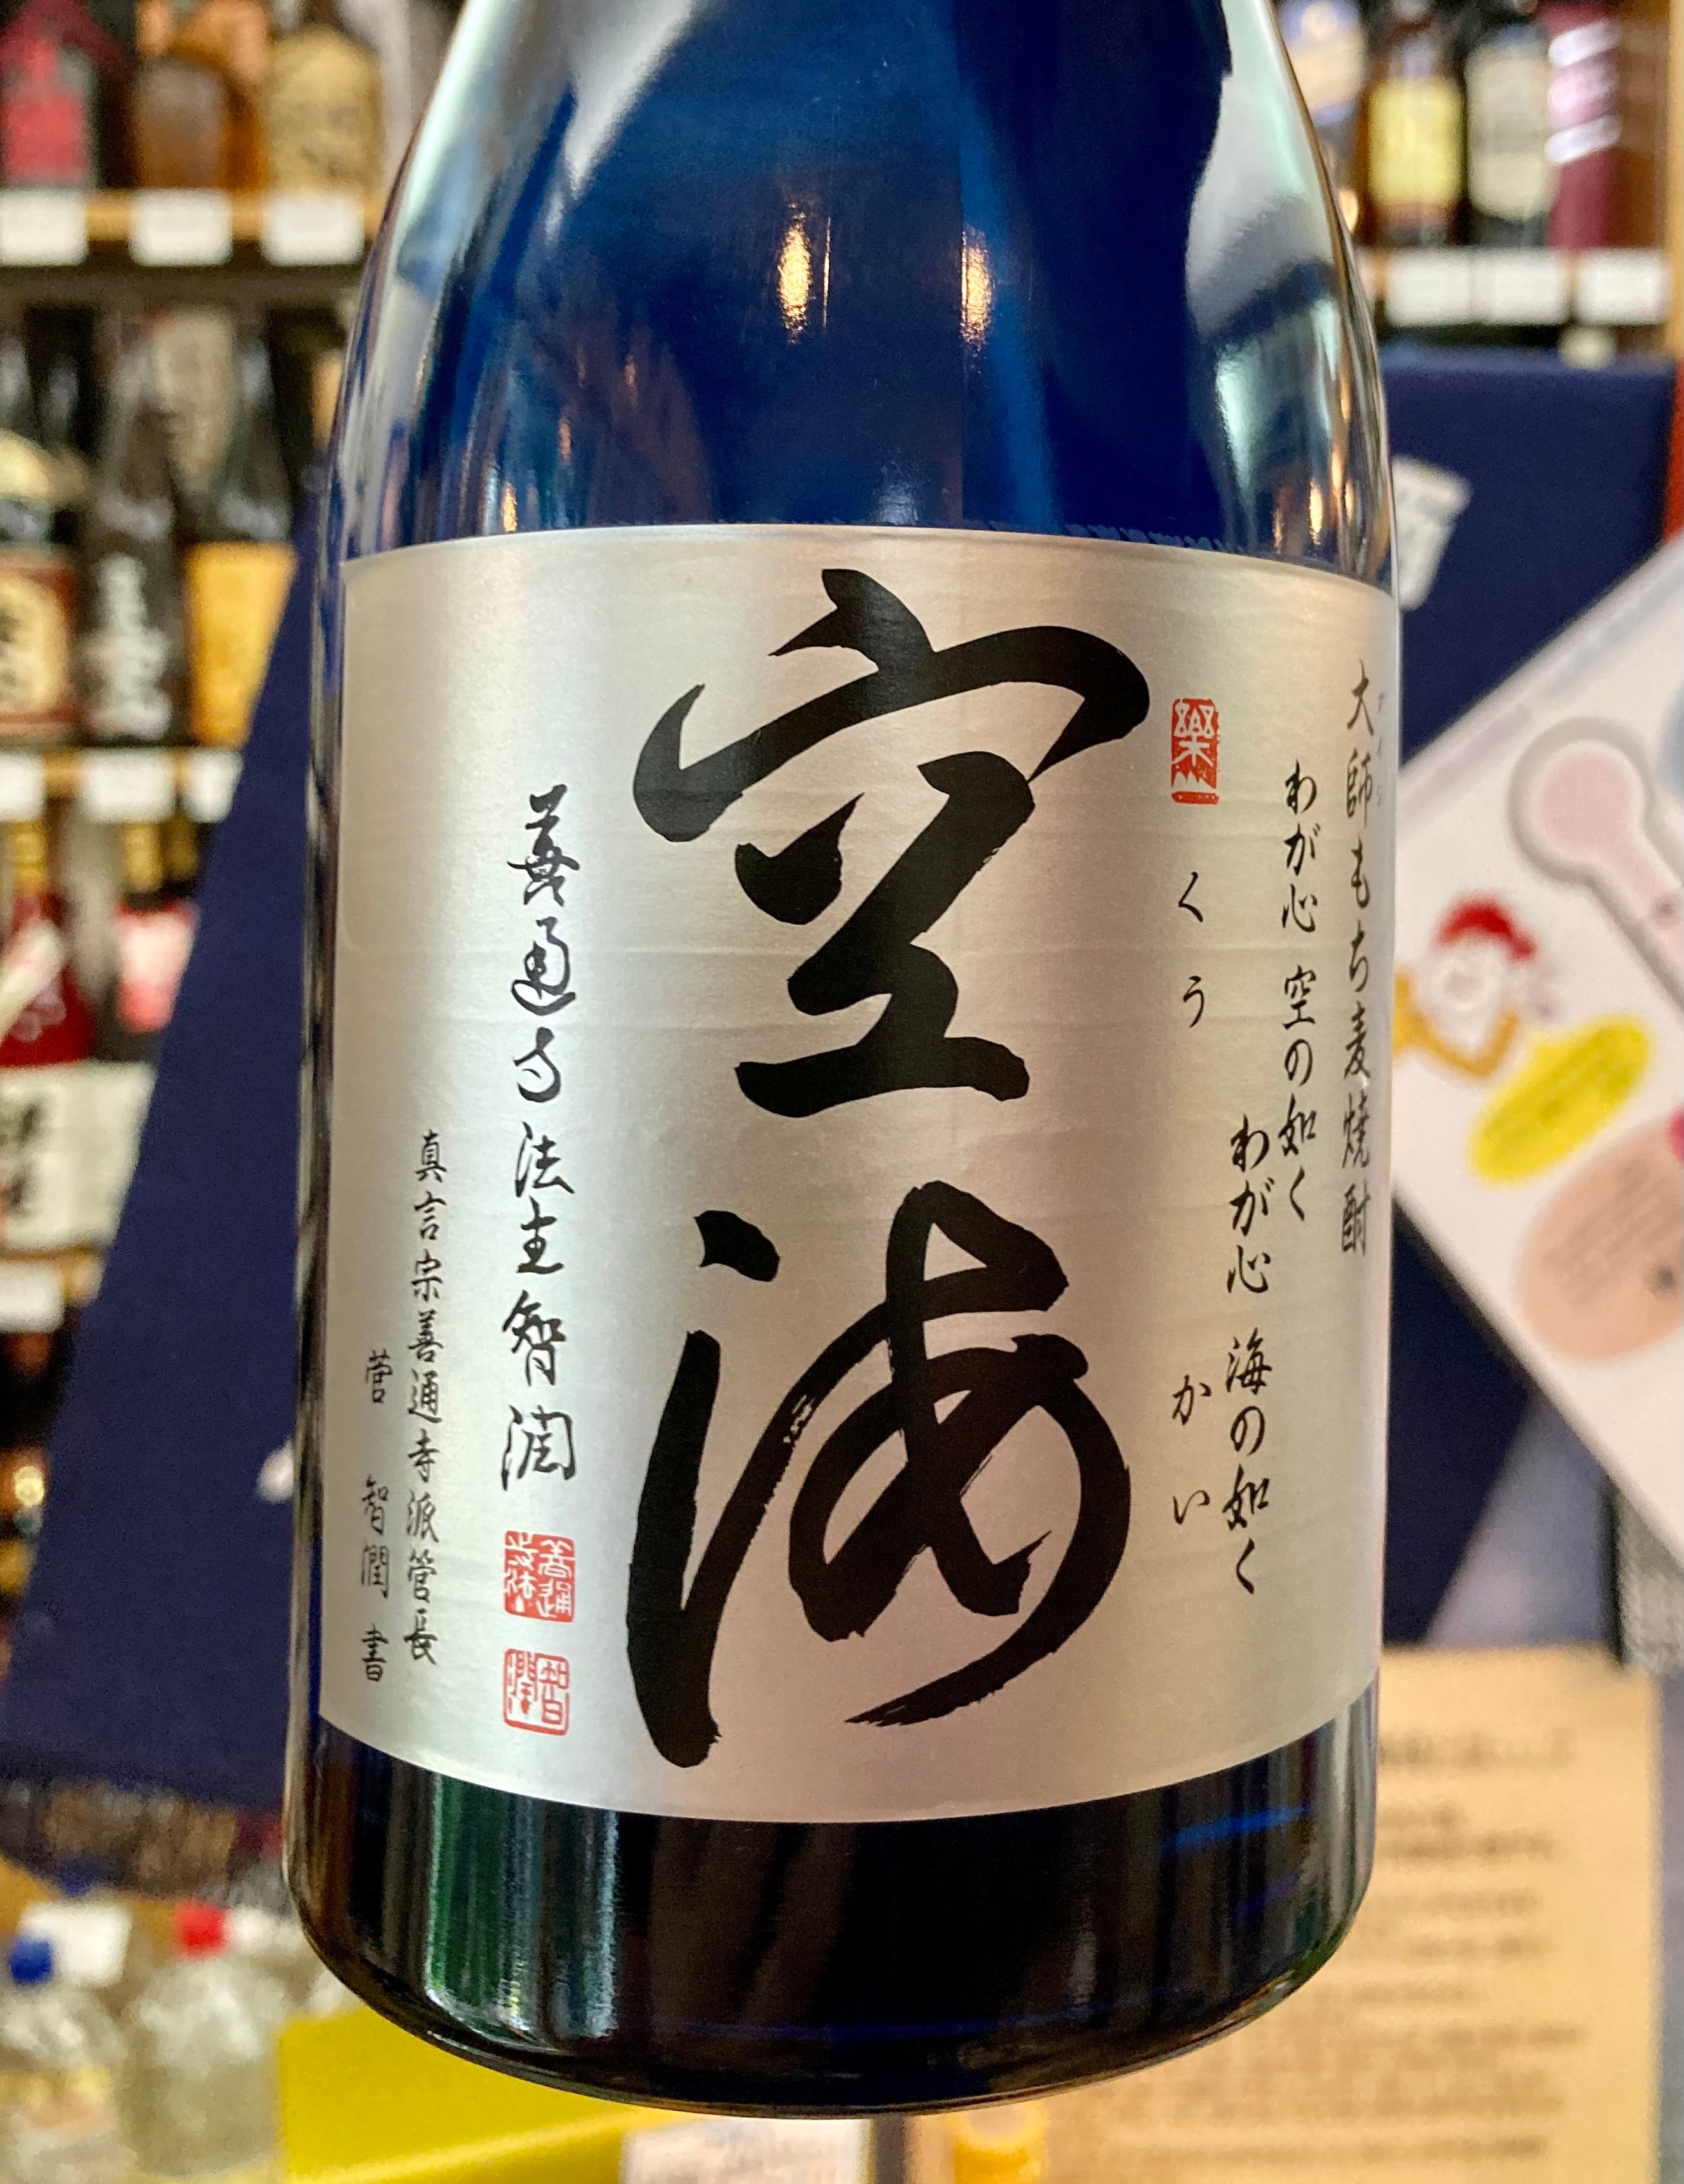 大師もち麦焼酎
わが心 空の如く
わが心 海の如く
くう かい
空海
善通寺法主智潤
真言宗善通寺派管長
菅 智潤 書